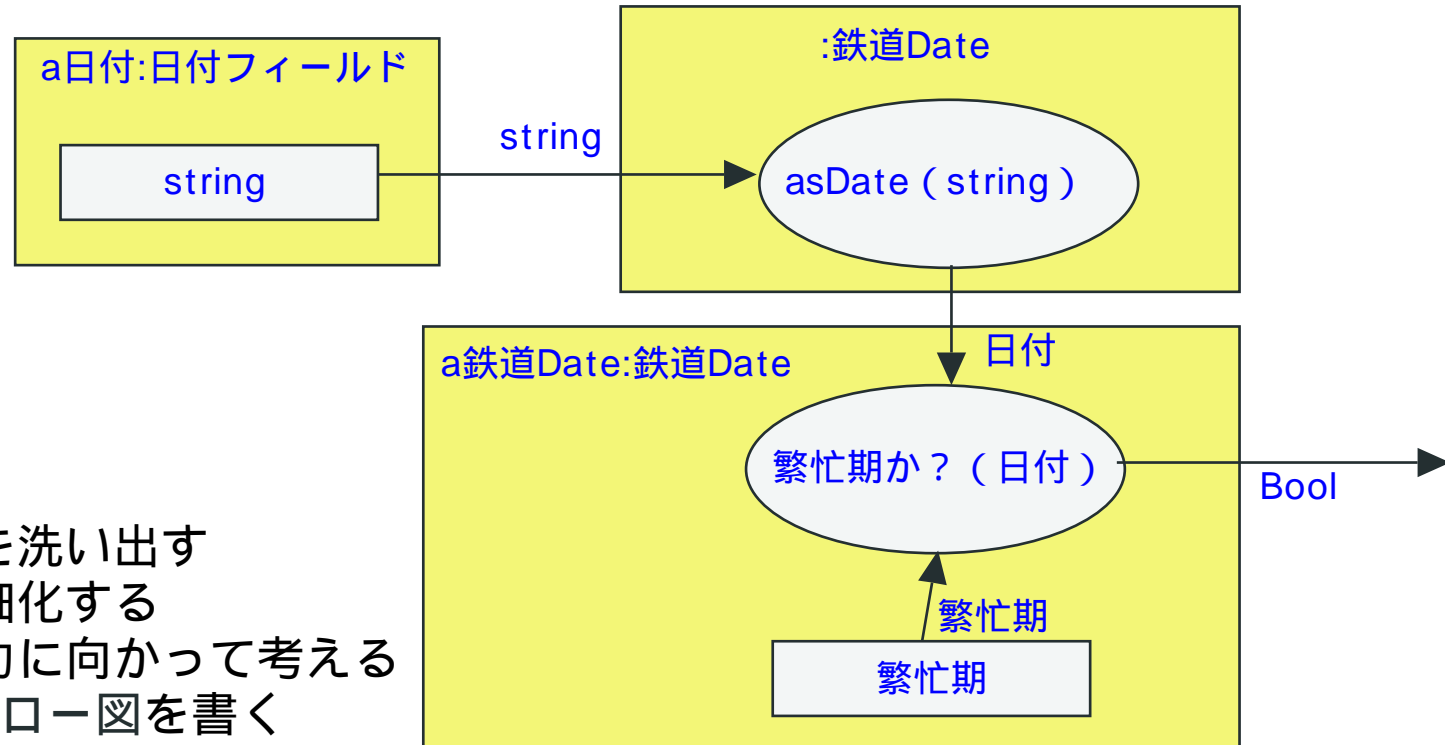 :鉄道Date
a日付:日付フィールド
string
string
asDate（string）
日付
a鉄道Date:鉄道Date
繁忙期か？（日付）
Bool
繁忙期
繁忙期
を洗い出す
細化する
に向かって考える
ロー図を書く